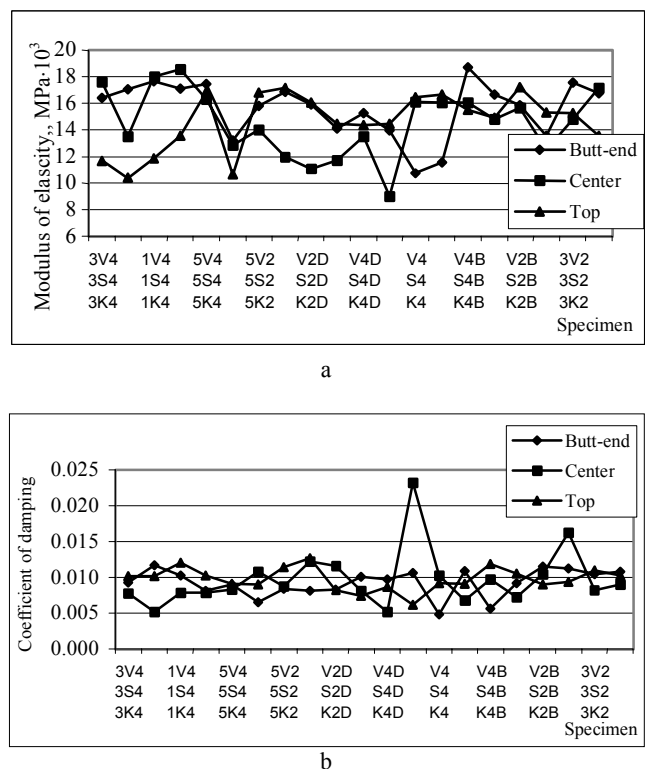 20
18
16
14
12
10
8
6
Modulus of elascity,, MPa·10³
Butt-end
Center
Top
3V4 1V4 5V4 5V2 V2D V4D V4 V4B V2B 3V2
3S4 1S4 5S4 5S2 S2D S4D S4 S4B S2B 3S2
3K4 1K4 5K4 5K2 K2D K4D K4 K4B K2B 3K2
Specimen
a
Butt-end
Center
Top
0.025
0.020
0.015
0.010
0.005
0.000
Coefficient of damping
3V4 1V4 5V4 5V2 V2D V4D V4 V4B V2B 3V2
3S4 1S4 5S4 5S2 S2D S4D S4 S4B S2B 3S2
3K4 1K4 5K4 5K2 K2D K4D K4 K4B K2B 3K2
Specimen
b